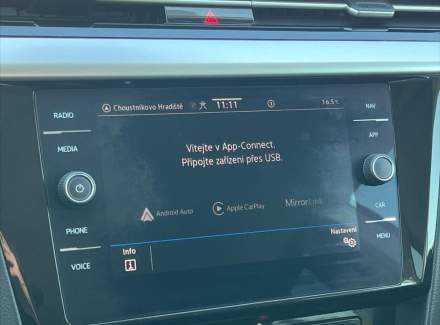 RADIO
MEDIA
PHONE
VOICE
Choustníkovo Hradiště 11:11 16.5°C
Vítejte v App-Connect.
Připojte zařízení přes USB.
Android Auto Apple CarPlay MirrorLink
Info Nastavení
NAV
APP
CAR
MENU